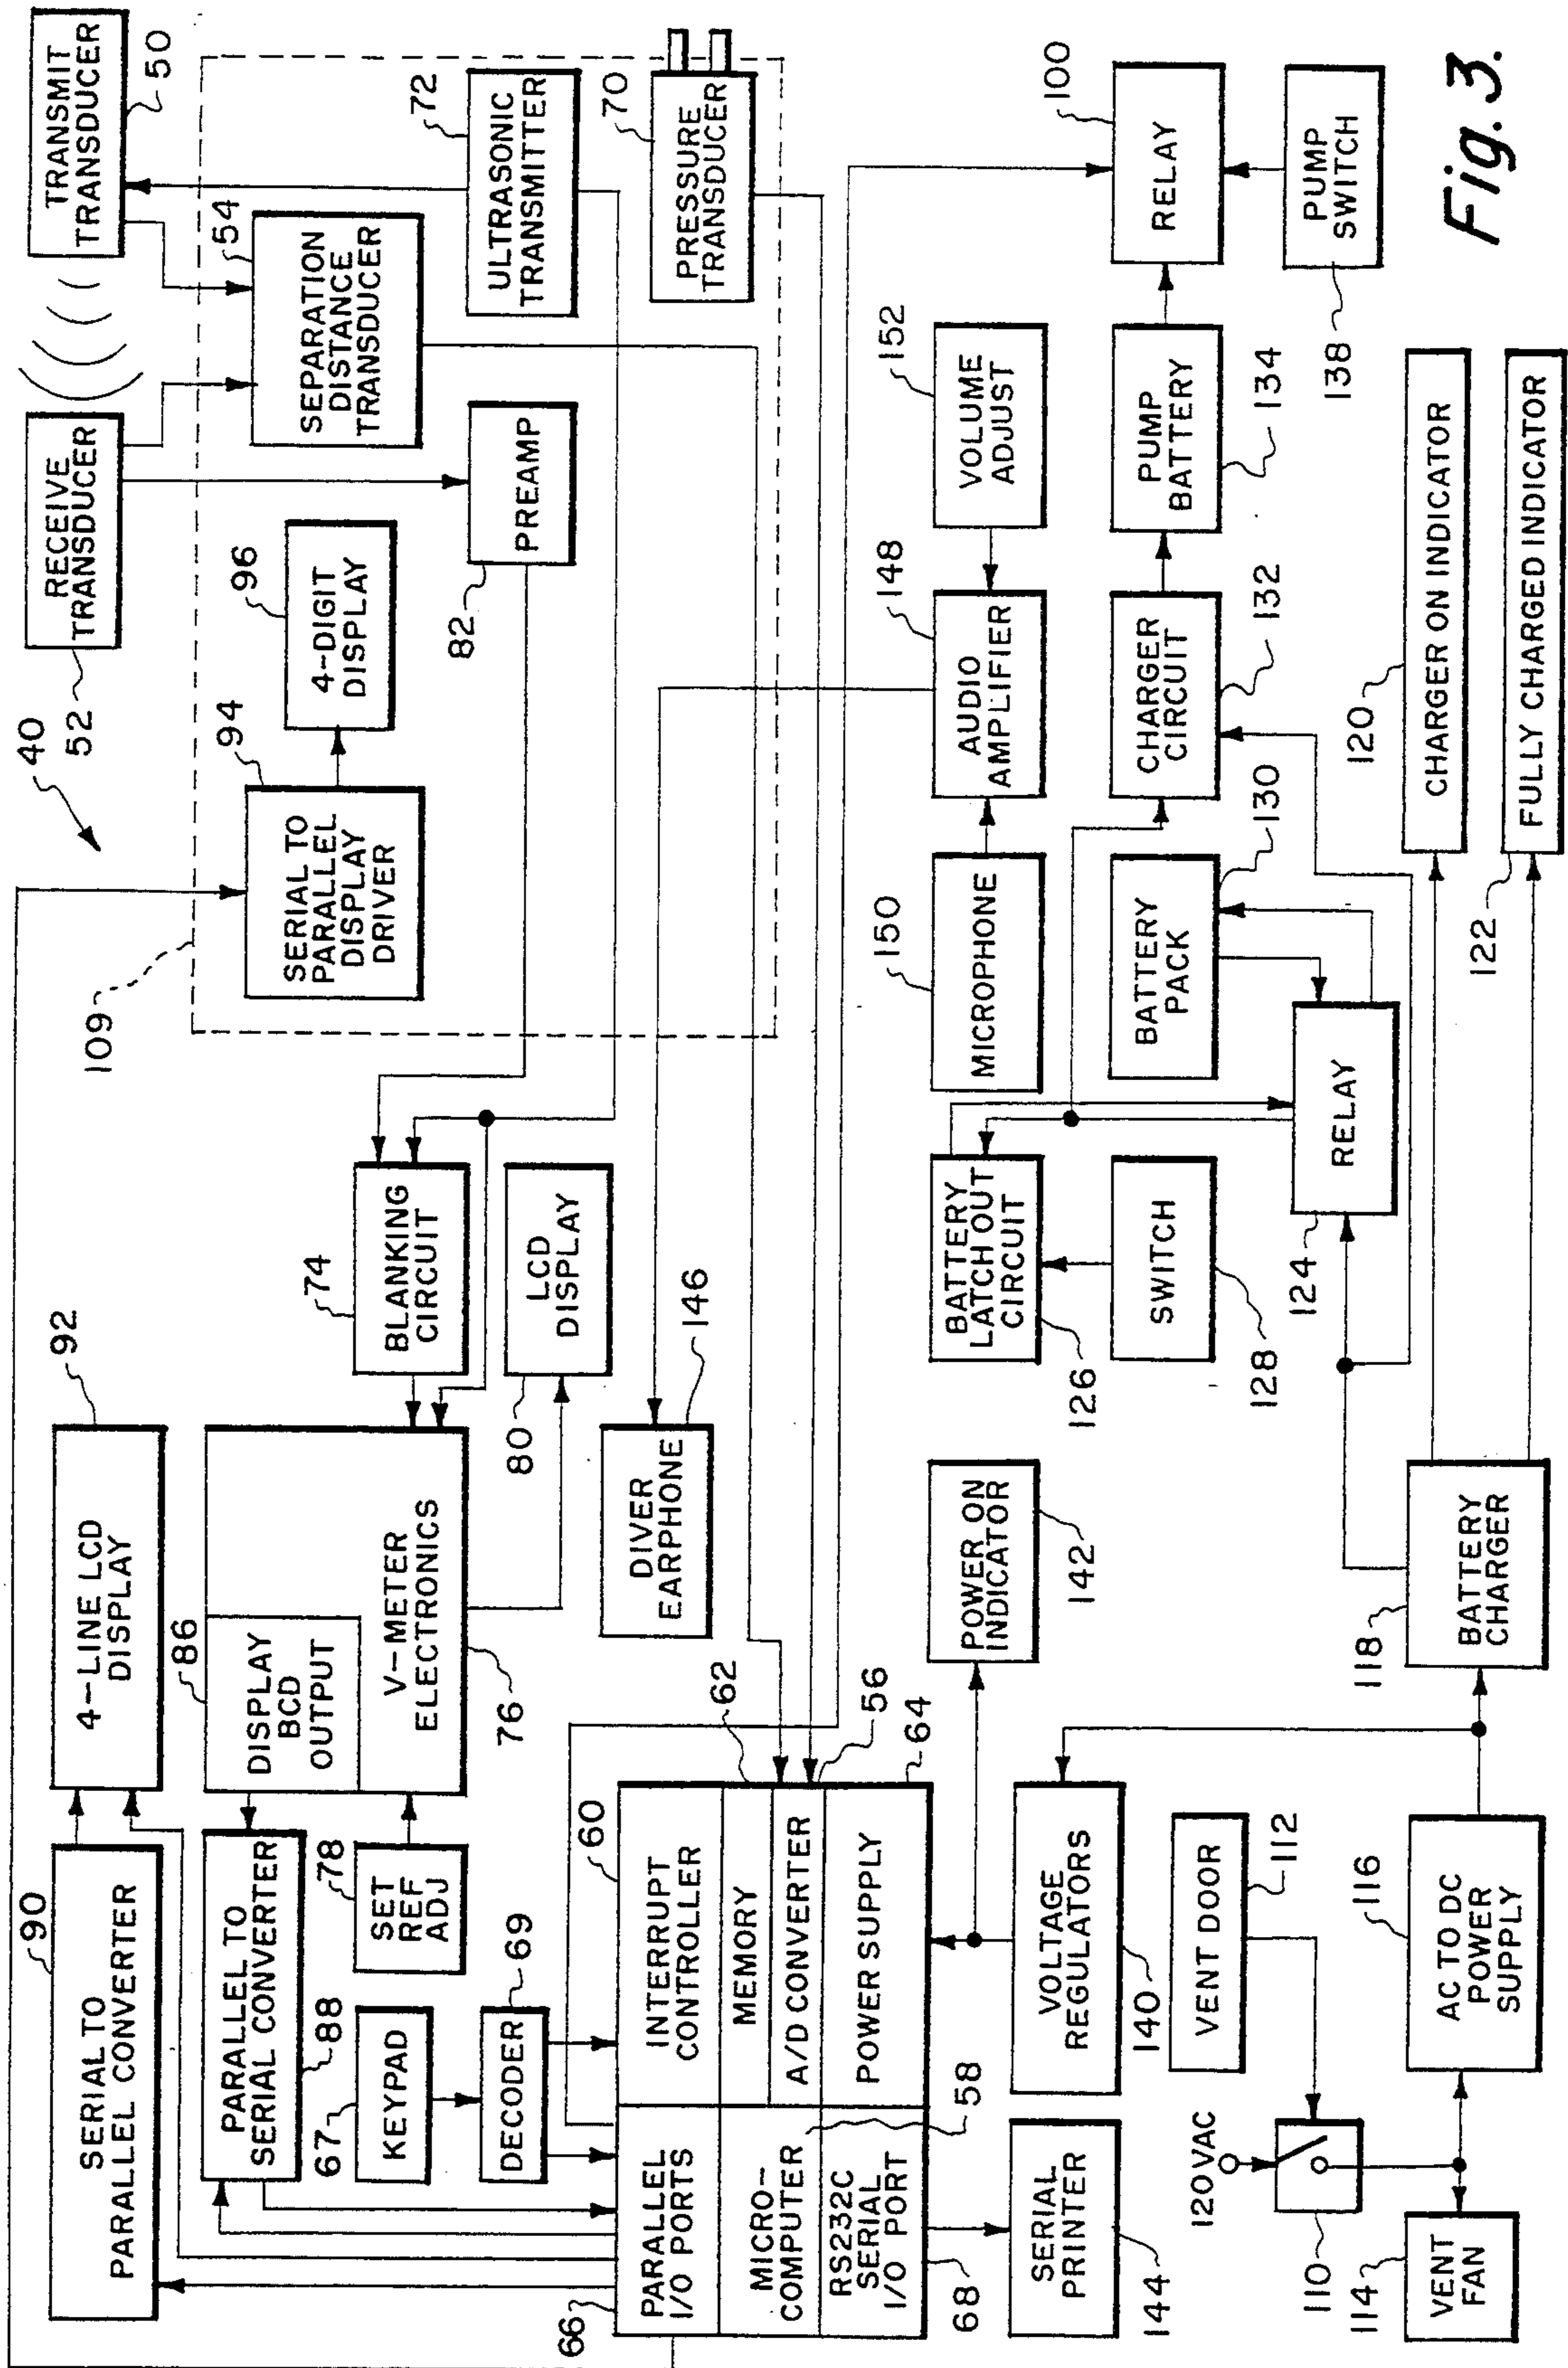 40
RECEIVE
TRANSDUCER
52
TRANSMIT
TRANSDUCER
50
109
SERIAL TO
PARALLEL
DISPLAY
DRIVER
94
4-DIGIT
DISPLAY
96
SEPARATION
DISTANCE
TRANSDUCER
54
PREAMP
82
ULTRASONIC
TRANSMITTER
72
PRESSURE
TRANSDUCER
70
SERIAL TO
PARALLEL CONVERTER
90
4-LINE LCD
DISPLAY
92
PARALLEL TO
SERIAL CONVERTER
88
DISPLAY
BCD
OUTPUT
86
V-METER
ELECTRONICS
76
SET
REF
ADJ
78
BLANKING
CIRCUIT
74
LCD
DISPLAY
80
KEYPAD
67
DECODER
69
DIVER
EARPHONE
146
PARALLEL
I/O PORTS
66
INTERRUPT
CONTROLLER
60
MICRO-
COMPUTER
58
MEMORY
62
A/D CONVERTER
56
RS232C
SERIAL
I/O PORT
68
POWER SUPPLY
64
SERIAL
PRINTER
144
VOLTAGE
REGULATORS
140
POWER ON
INDICATOR
142
BATTERY
LATCH OUT
CIRCUIT
126
SWITCH
128
MICROPHONE
150
AUDIO
AMPLIFIER
148
VOLUME
ADJUST
152
BATTERY
PACK
130
CHARGER
CIRCUIT
132
PUMP
BATTERY
134
RELAY
100
PUMP
SWITCH
138
RELAY
124
120 VAC
110
VENT DOOR
112
VENT
FAN
114
AC TO DC
POWER
SUPPLY
116
BATTERY
CHARGER
118
CHARGER ON INDICATOR
120
FULLY CHARGED INDICATOR
122
Fig. 3.